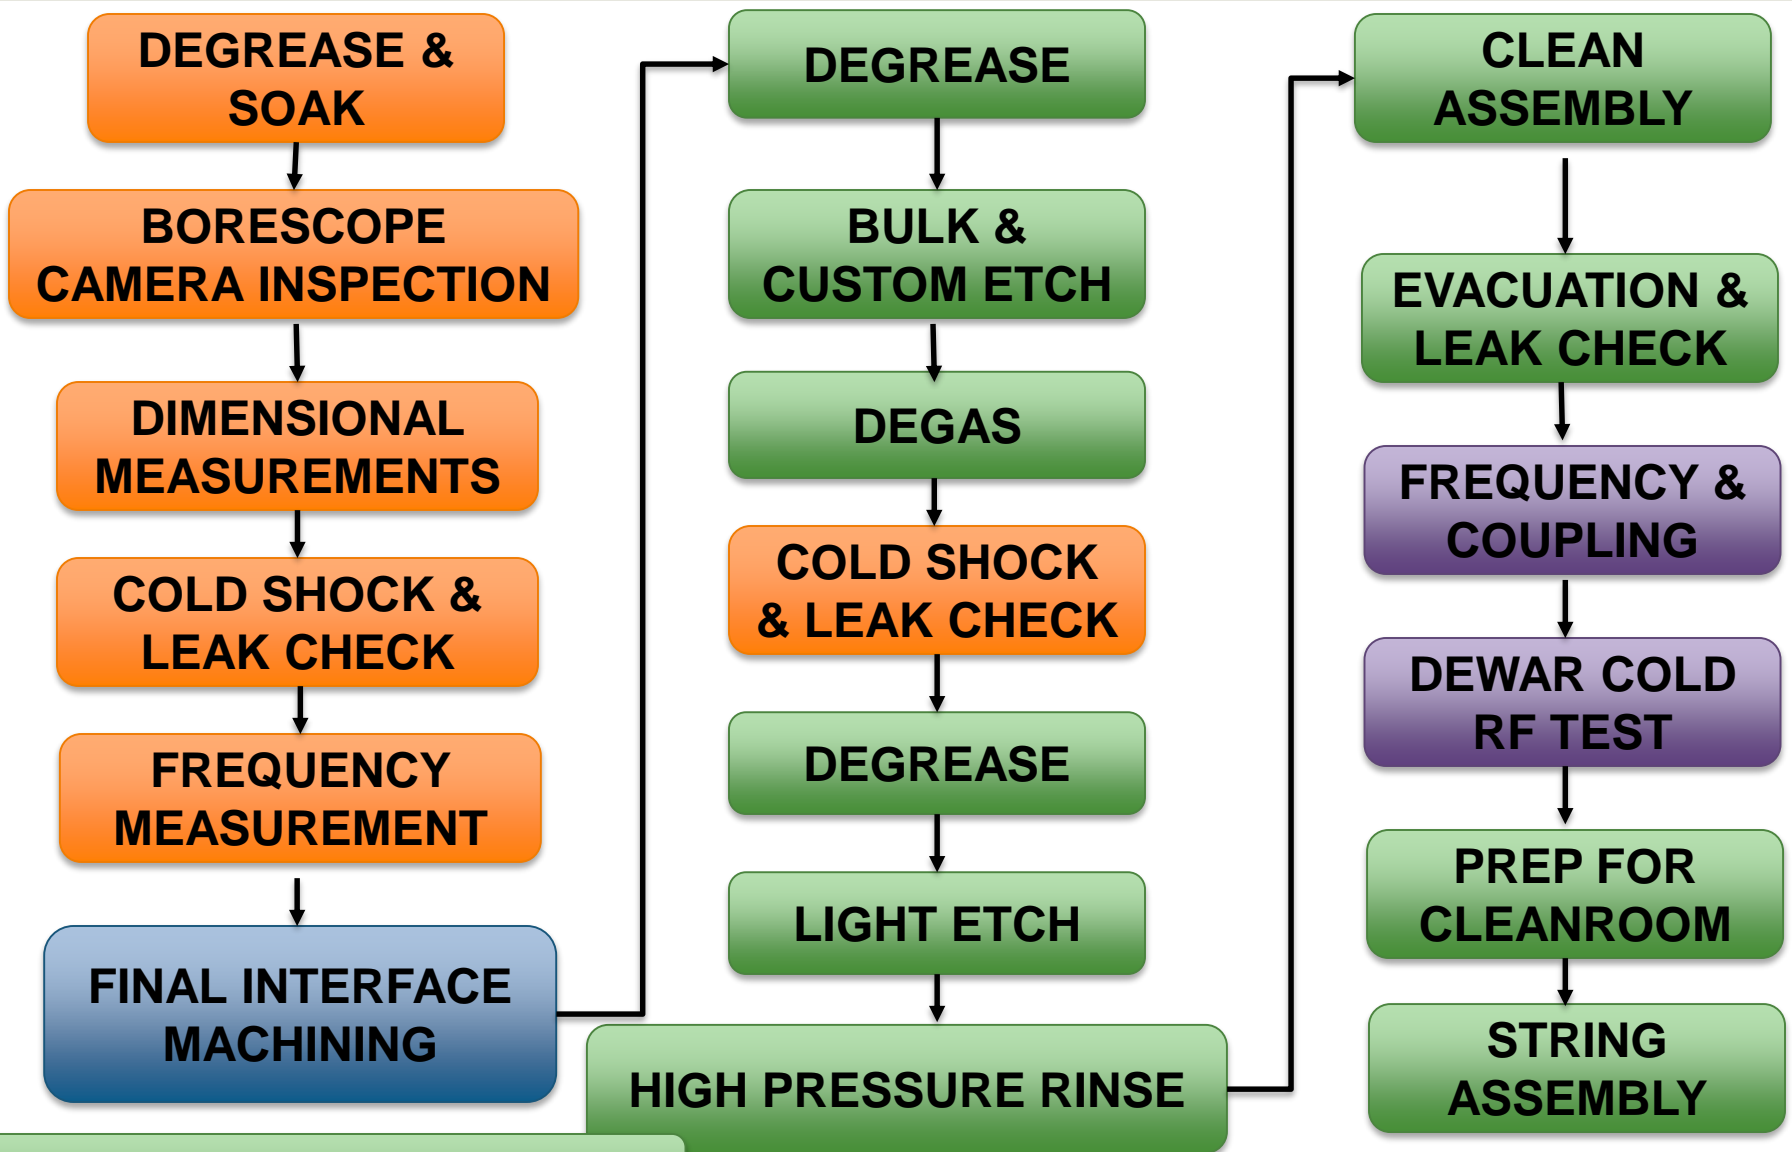 DEGREASE &
SOAK
BORESCOPE
CAMERA INSPECTION
DIMENSIONAL
MEASUREMENTS
COLD SHOCK &
LEAK CHECK
FREQUENCY
MEASUREMENT
FINAL INTERFACE
MACHINING
DEGREASE
BULK &
CUSTOM ETCH
DEGAS
COLD SHOCK
& LEAK CHECK
DEGREASE
LIGHT ETCH
HIGH PRESSURE RINSE
CLEAN
ASSEMBLY
EVACUATION &
LEAK CHECK
FREQUENCY &
COUPLING
DEWAR COLD
RF TEST
PREP FOR
CLEANROOM
STRING
ASSEMBLY